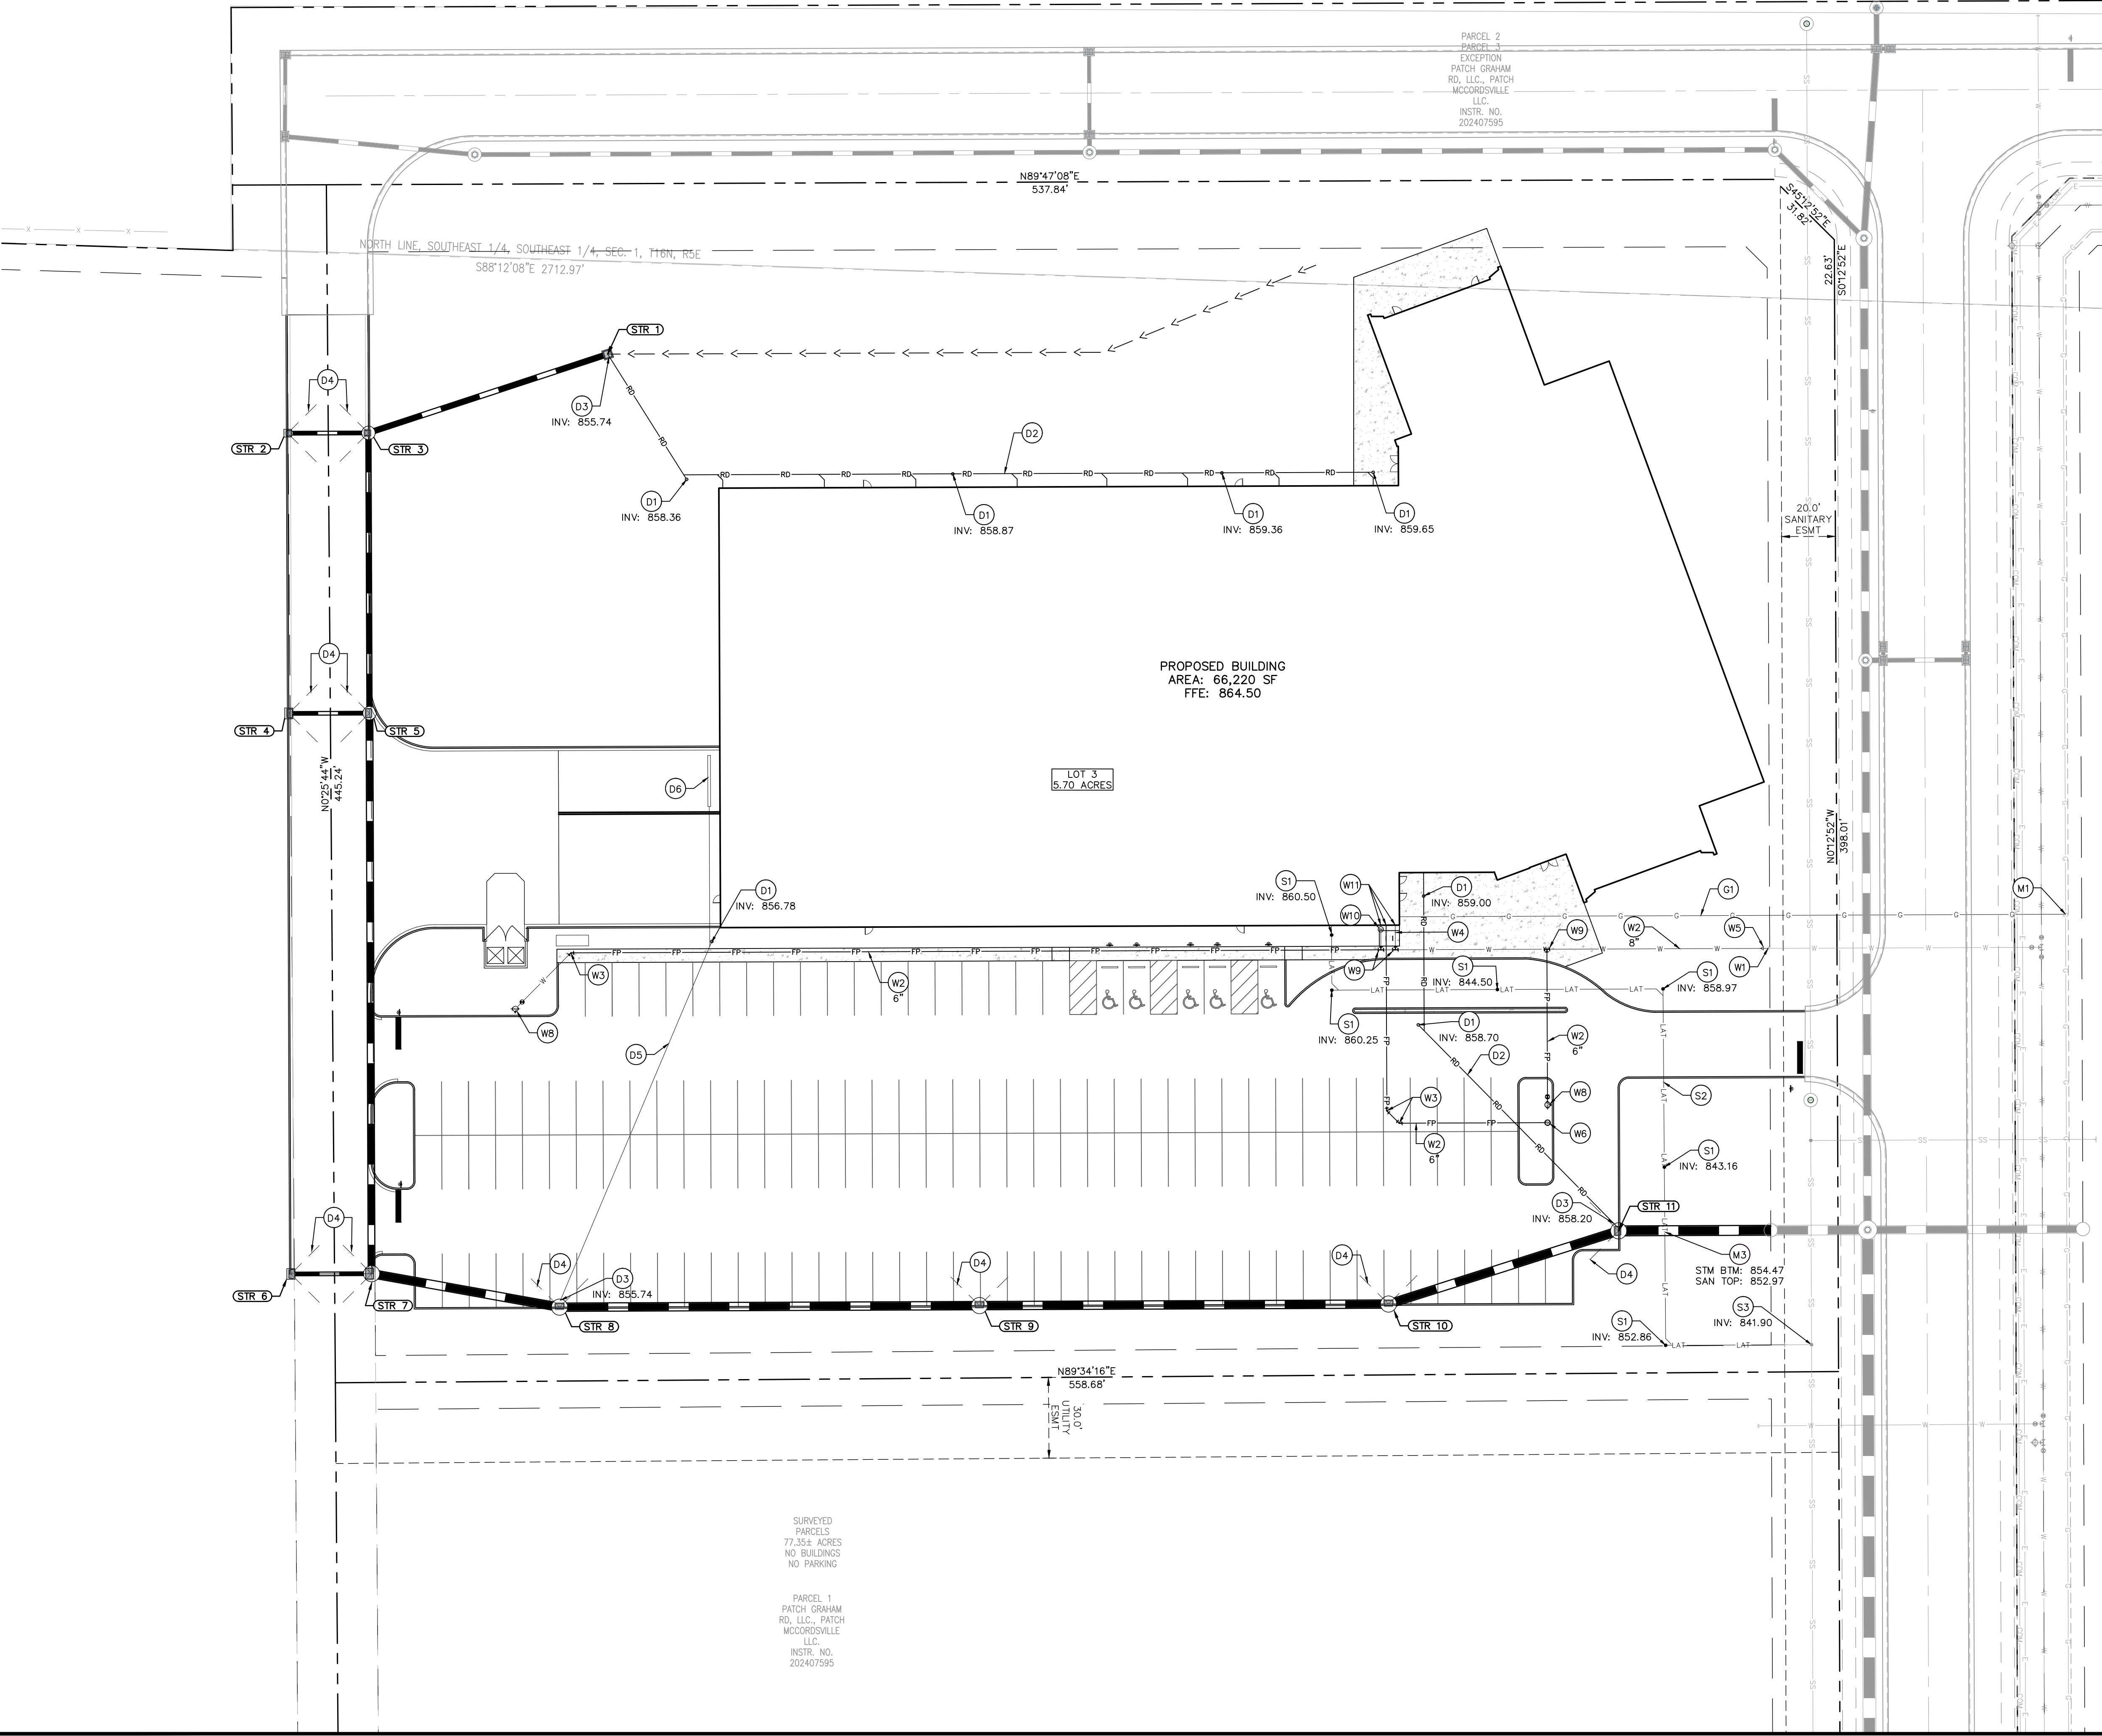 PARCEL 2
PARCEL 3
EXCEPTION
PATCH GRAHAM
RD, LLC., PATCH
MCCORDSVILLE
LLC.
INSTR. NO.
202407595
N89°47'08"E
537.84'
S45°12'52"E
31.82'
22.63'
S0°12'52"E
NORTH LINE, SOUTHEAST 1/4, SOUTHEAST 1/4, SEC. 1, T16N, R5E
S88°12'08"E 2712.97'
STR 1
D4
D3
INV: 855.74
D2
STR 2
STR 3
D1
INV: 858.36
D1
INV: 858.87
D1
INV: 859.36
D1
INV: 859.65
20.0'
SANITARY
ESMT
D4
PROPOSED BUILDING
AREA: 66,220 SF
FFE: 864.50
STR 4
STR 5
N0°25'44"W
445.24'
LOT 3
5.70 ACRES
D6
N0°12'52"W
398.01'
D1
INV: 856.78
S1
INV: 860.50
W11
W10
D1
INV: 859.00
G1
M1
W4
W9
W2
8"
W5
W3
W2
6"
W9
S1
INV: 844.50
S1
INV: 858.97
W1
W8
S1
INV: 860.25
D1
INV: 858.70
W2
6"
D5
D2
W3
W8
S2
W6
W2
6"
S1
INV: 843.16
D4
D3
INV: 858.20
STR 11
D4
D4
D4
M3
STM BTM: 854.47
SAN TOP: 852.97
D4
D3
INV: 855.74
STR 6
STR 7
STR 8
STR 9
STR 10
S1
INV: 852.86
S3
INV: 841.90
N89°34'16"E
558.68'
30.0'
UTILITY
ESMT
SURVEYED
PARCELS
77.35± ACRES
NO BUILDINGS
NO PARKING
PARCEL 1
PATCH GRAHAM
RD, LLC., PATCH
MCCORDSVILLE
LLC.
INSTR. NO.
202407595